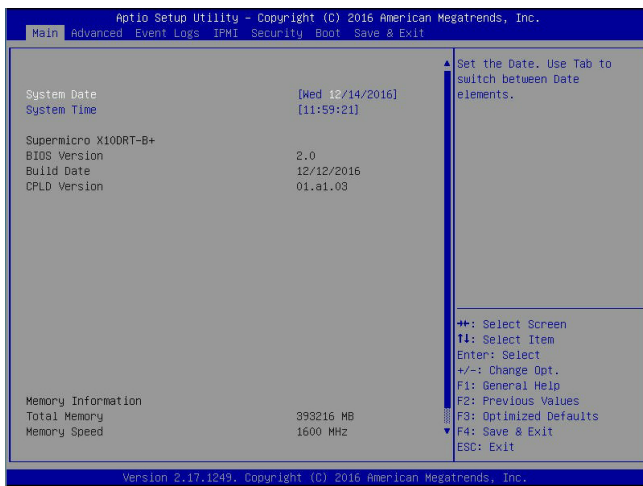 Aptio Setup Utility – Copyright (C) 2016 American Megatrends, Inc.
Main Advanced Event Logs IPMI Security Boot Save & Exit
System Date [Wed 12/14/2016]
System Time [11:59:21]
Supermicro X10DRT-B+
BIOS Version 2.0
Build Date 12/12/2016
CPLD Version 01.a1.03
Memory Information
Total Memory 393216 MB
Memory Speed 1600 MHz
Set the Date. Use Tab to
switch between Date
elements.
→←: Select Screen
↑↓: Select Item
Enter: Select
+/-: Change Opt.
F1: General Help
F2: Previous Values
F3: Optimized Defaults
F4: Save & Exit
ESC: Exit
Version 2.17.1249. Copyright (C) 2016 American Megatrends, Inc.